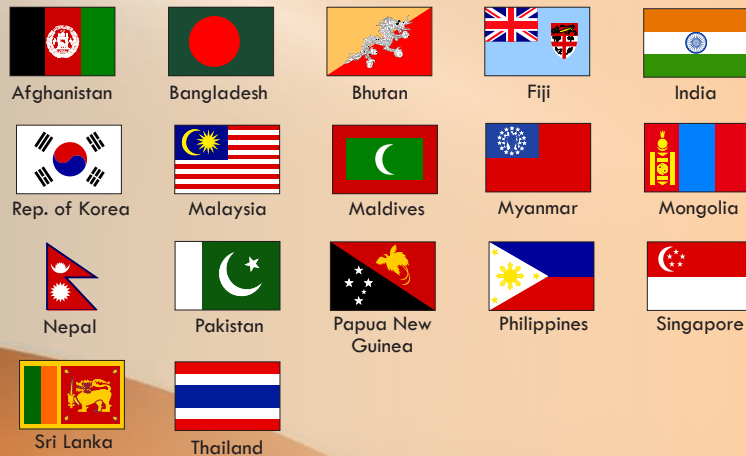 Afghanistan
Bangladesh
Bhutan
Fiji
India
Rep. of Korea
Malaysia
Maldives
Myanmar
Mongolia
Nepal
Pakistan
Papua New
Guinea
Philippines
Singapore
Sri Lanka
Thailand